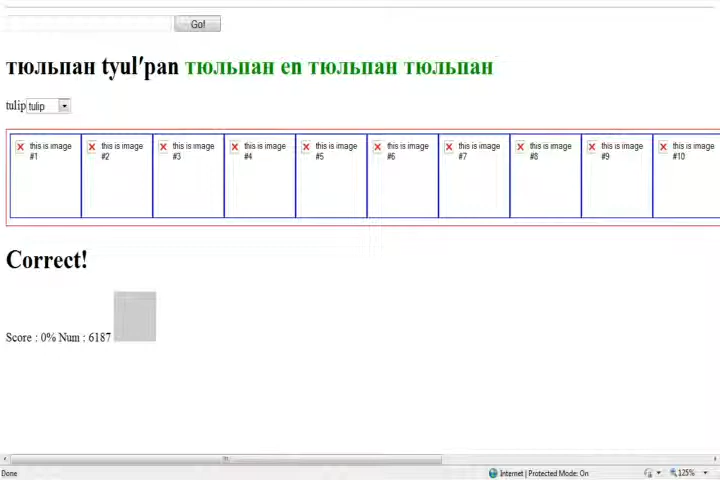 Go!
тюльпан tyul′pan тюльпан en тюльпан тюльпан
tulip tulip
this is image #1 this is image #2 this is image #3 this is image #4 this is image #5 this is image #6 this is image #7 this is image #8 this is image #9 this is image #10
Correct!
Score : 0% Num : 6187
Done Internet | Protected Mode: On 125%